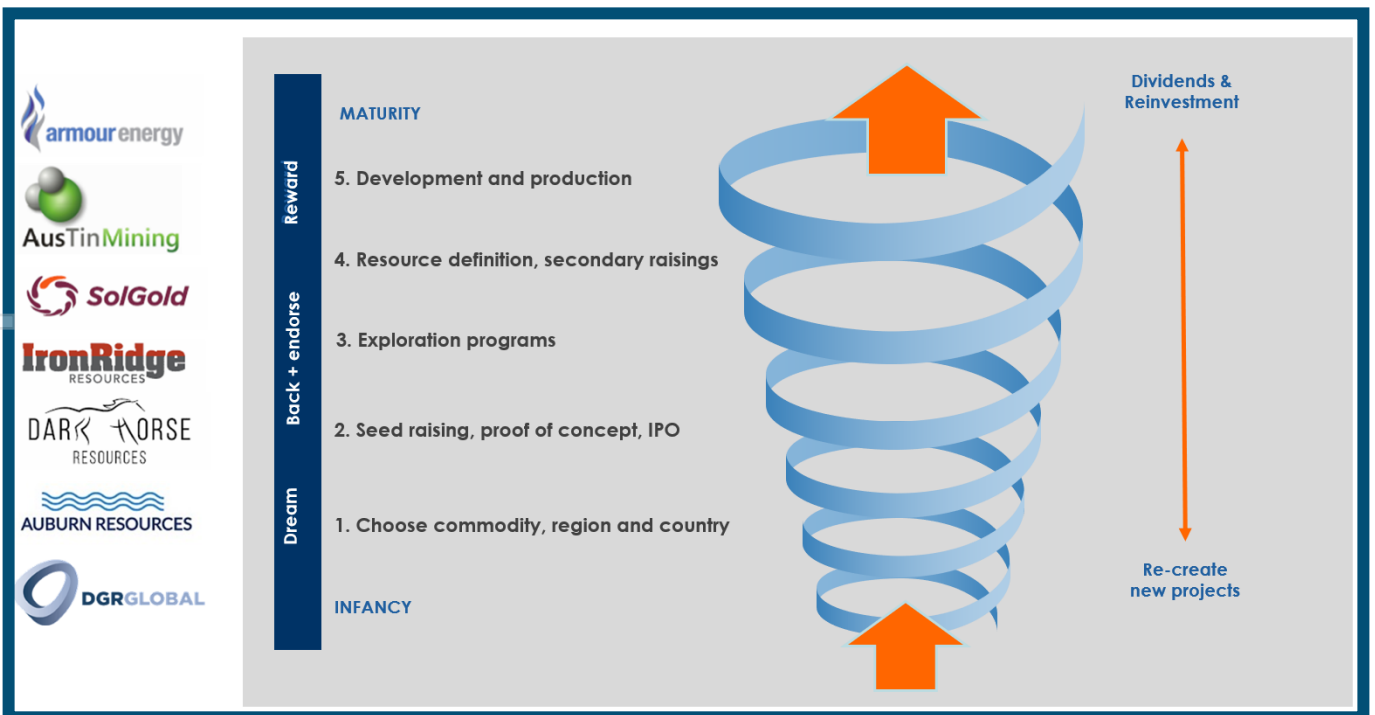 armour energy
AusTinMining
SolGold
IronRidge
RESOURCES
DARK HORSE
RESOURCES
AUBURN RESOURCES
DGRGLOBAL
Reward
Back + endorse
Dream
MATURITY
5. Development and production
4. Resource definition, secondary raisings
3. Exploration programs
2. Seed raising, proof of concept, IPO
1. Choose commodity, region and country
INFANCY
Dividends &
Reinvestment
Re-create
new projects